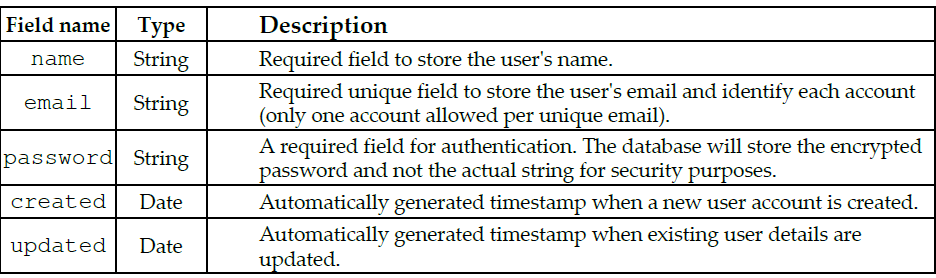 Field name Type Description
name String Required field to store the user's name.
email String Required unique field to store the user's email and identify each account
(only one account allowed per unique email).
password String A required field for authentication. The database will store the encrypted
password and not the actual string for security purposes.
created Date Automatically generated timestamp when a new user account is created.
updated Date Automatically generated timestamp when existing user details are
updated.